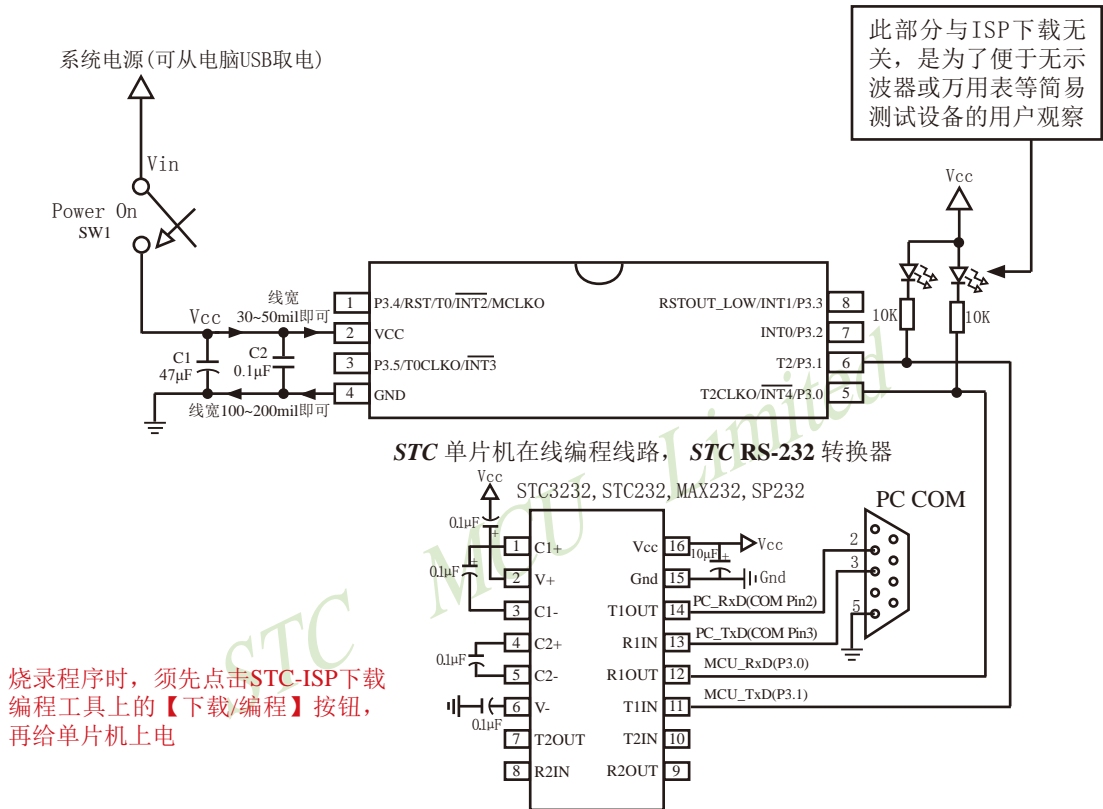 系统电源(可从电脑USB取电)
此部分与ISP下载无
关，是为了便于无示
波器或万用表等简易
测试设备的用户观察
Vin
Power On
SW1
Vcc
线宽
30~50mil即可
Vcc
C1
47μF
C2
0.1μF
线宽100~200mil即可
1 P3.4/RST/T0/INT2/MCLKO
2 VCC
3 P3.5/T0CLKO/INT3
4 GND
RSTOUT_LOW/INT1/P3.3 8
INT0/P3.2 7
T2/P3.1 6
T2CLKO/INT4/P3.0 5
10K
10K
STC 单片机在线编程线路， STC RS-232 转换器
STC3232,STC232,MAX232,SP232
Vcc
0.1μF
+
0.1μF
+
0.1μF
0.1μF
1 C1+
2 V+
3 C1-
4 C2+
5 C2-
6 V-
7 T2OUT
8 R2IN
Vcc 16
Gnd 15
T1OUT 14
R1IN 13
R1OUT 12
T1IN 11
T2IN 10
R2OUT 9
Vcc
10μF
+
Gnd
PC_RxD(COM Pin2)
PC_TxD(COM Pin3)
MCU_RxD(P3.0)
MCU_TxD(P3.1)
PC COM
2
3
5
烧录程序时，须先点击STC-ISP下载
编程工具上的【下载/编程】按钮，
再给单片机上电
STC MCU Limited